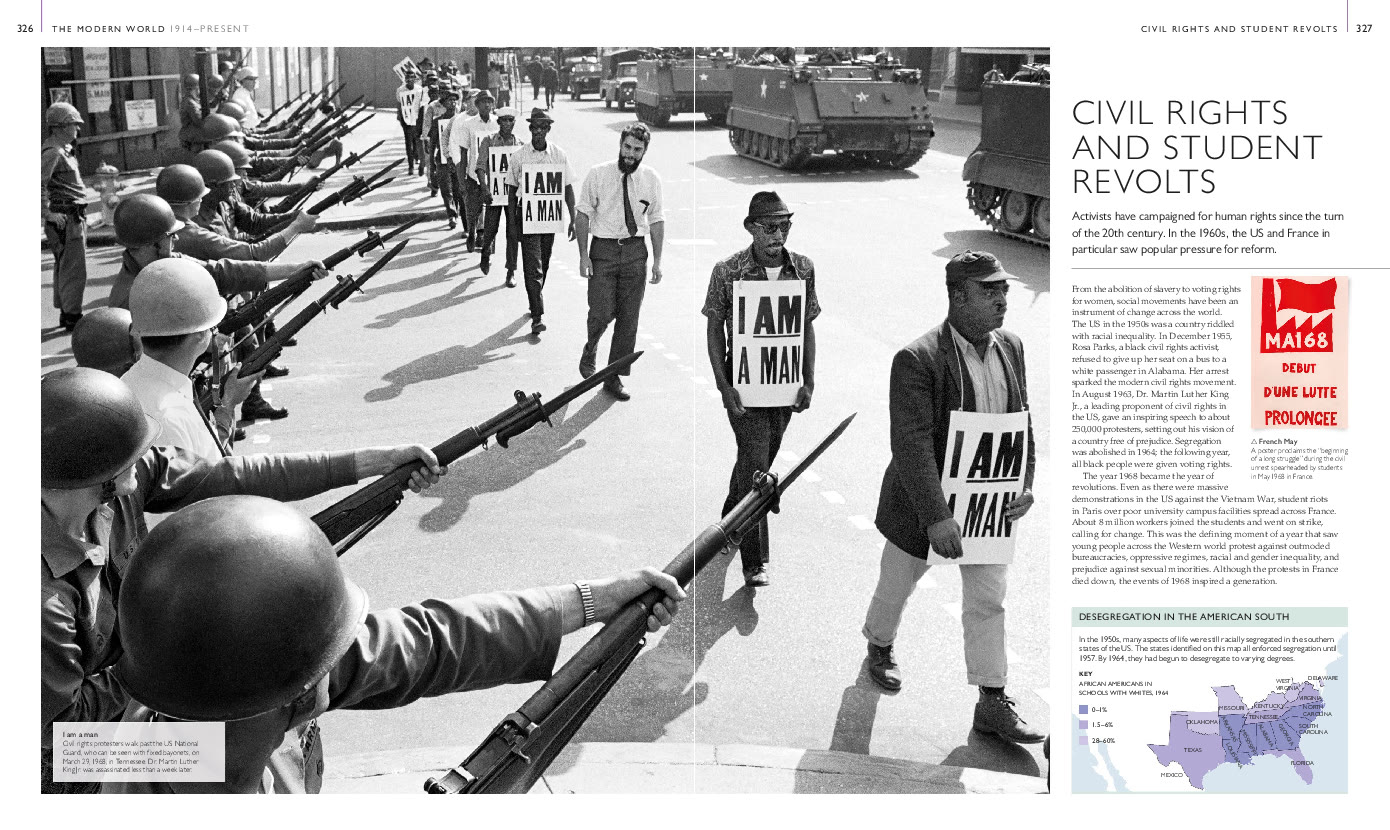 326
THE MODERN WORLD 1914–PRESENT
CIVIL RIGHTS AND STUDENT REVOLTS
327
I AM
A MAN
I AM
A MAN
I AM
A MAN
I AM
A MAN
I am a man
Civil rights protesters walk past the US National
Guard, who can be seen with fixed bayonets, on
March 29, 1968, in Tennessee. Dr. Martin Luther
King Jr. was assassinated less than a week later.
CIVIL RIGHTS
AND STUDENT
REVOLTS
Activists have campaigned for human rights since the turn
of the 20th century. In the 1960s, the US and France in
particular saw popular pressure for reform.
From the abolition of slavery to voting rights
for women, social movements have been an
instrument of change across the world.
The US in the 1950s was a country riddled
with racial inequality. In December 1955,
Rosa Parks, a black civil rights activist,
refused to give up her seat on a bus to a
white passenger in Alabama. Her arrest
sparked the modern civil rights movement.
In August 1963, Dr. Martin Luther King
Jr., a leading proponent of civil rights in
the US, gave an inspiring speech to about
250,000 protesters, setting out his vision of
a country free of prejudice. Segregation
was abolished in 1964; the following year,
all black people were given voting rights.
The year 1968 became the year of
revolutions. Even as there were massive
demonstrations in the US against the Vietnam War, student riots
in Paris over poor university campus facilities spread across France.
About 8 million workers joined the students and went on strike,
calling for change. This was the defining moment of a year that saw
young people across the Western world protest against outmoded
bureaucracies, oppressive regimes, racial and gender inequality, and
prejudice against sexual minorities. Although the protests in France
died down, the events of 1968 inspired a generation.
MAI68
DEBUT
D'UNE LUTTE
PROLONGEE
△ French May
A poster proclaims the "beginning
of a long struggle" during the civil
unrest spearheaded by students
in May 1968 in France.
DESEGREGATION IN THE AMERICAN SOUTH
In the 1950s, many aspects of life were still racially segregated in the southern
states of the US. The states identified on this map all enforced segregation until
1957. By 1964, they had begun to desegregate to varying degrees.
KEY
AFRICAN AMERICANS IN
SCHOOLS WITH WHITES, 1964
0–1%
1.5–6%
28–60%
WEST
VIRGINIA
DELAWARE
VIRGINIA
MISSOURI
KENTUCKY
NORTH
CAROLINA
TENNESSEE
OKLAHOMA
SOUTH
CAROLINA
ARKANSAS
MISSISSIPPI
ALABAMA
GEORGIA
LOUISIANA
TEXAS
FLORIDA
MEXICO